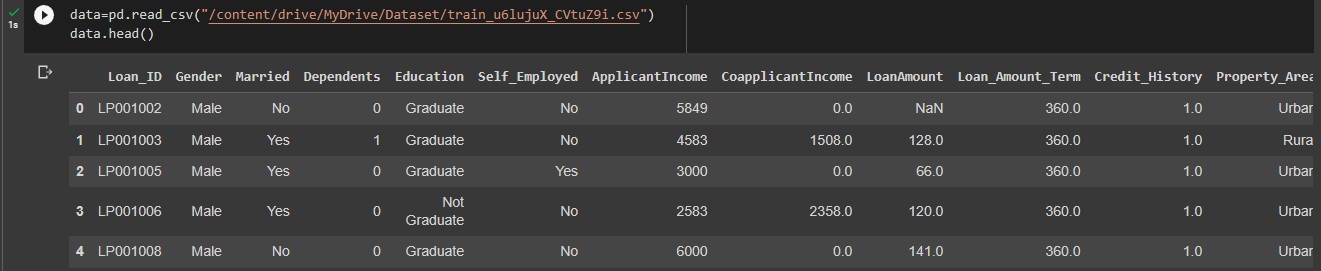 data=pd.read_csv("/content/drive/MyDrive/Dataset/train_u6lujuX_CVtuZ9i.csv")
1s
data.head()
Loan_ID Gender Married Dependents Education Self_Employed ApplicantIncome CoapplicantIncome LoanAmount Loan_Amount_Term Credit_History Property_Area
0 LP001002 Male No 0 Graduate No 5849 0.0 NaN 360.0 1.0 Urban
1 LP001003 Male Yes 1 Graduate No 4583 1508.0 128.0 360.0 1.0 Rura
2 LP001005 Male Yes 0 Graduate Yes 3000 0.0 66.0 360.0 1.0 Urban
3 LP001006 Male Yes 0 Not Graduate No 2583 2358.0 120.0 360.0 1.0 Urban
4 LP001008 Male No 0 Graduate No 6000 0.0 141.0 360.0 1.0 Urban